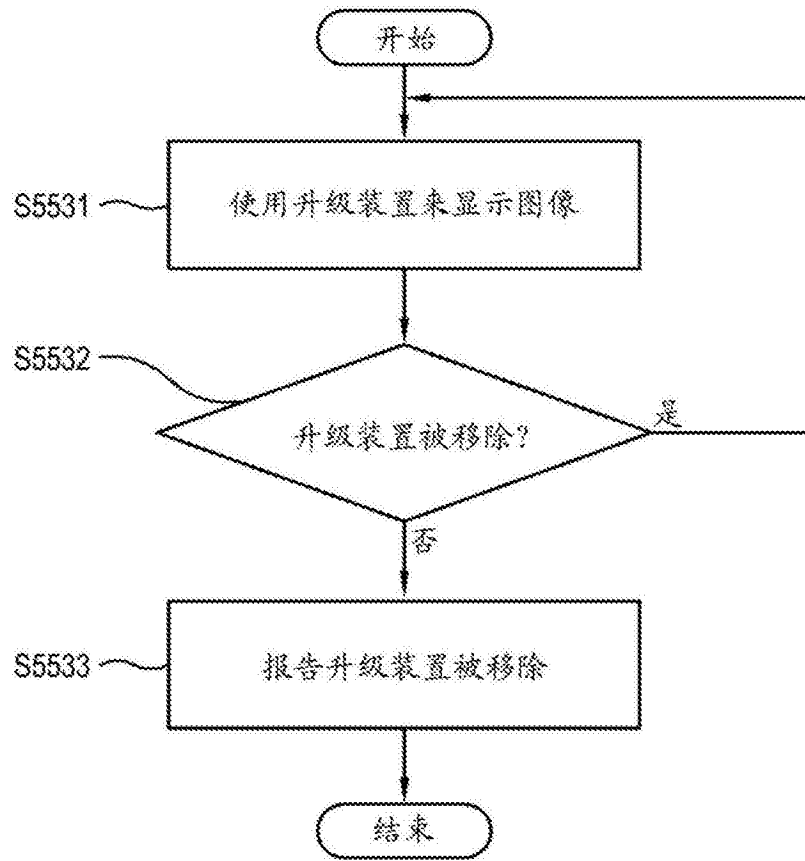 开始
S5531
使用升级装置来显示图像
S5532
升级装置被移除?
是
否
S5533
报告升级装置被移除
结束